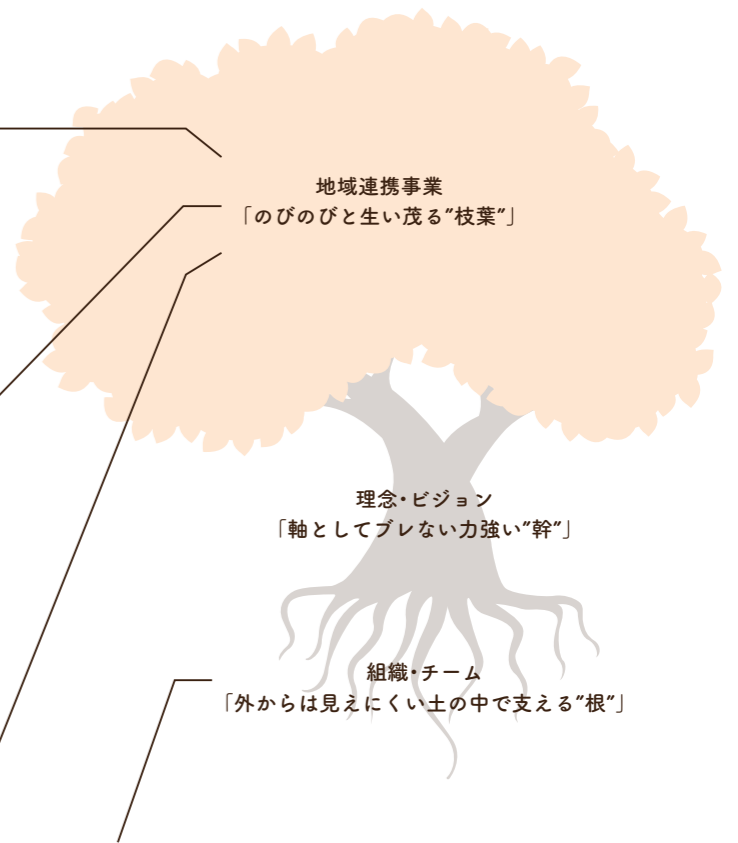 地域連携事業
「のびのびと生い茂る”枝葉”」
理念・ビジョン
「軸としてブレない力強い”幹”」
組織・チーム
「外からは見えにくい土の中で支える”根”」